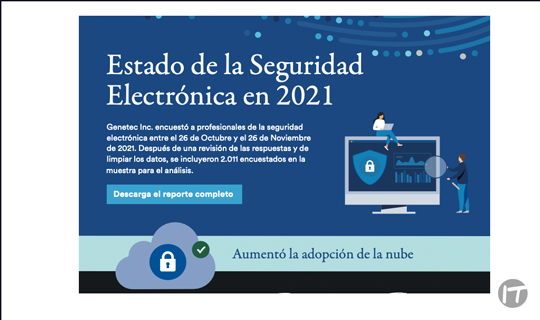 Estado de la Seguridad
Electrónica en 2021
Genetec Inc. encuestó a profesionales de la seguridad
electrónica entre el 26 de Octubre y el 26 de Noviembre
de 2021. Después de una revisión de las respuestas y de
limpiar los datos, se incluyeron 2.011 encuestados en la
muestra para el análisis.
Descarga el reporte completo
Aumentó la adopción de la nube
IT